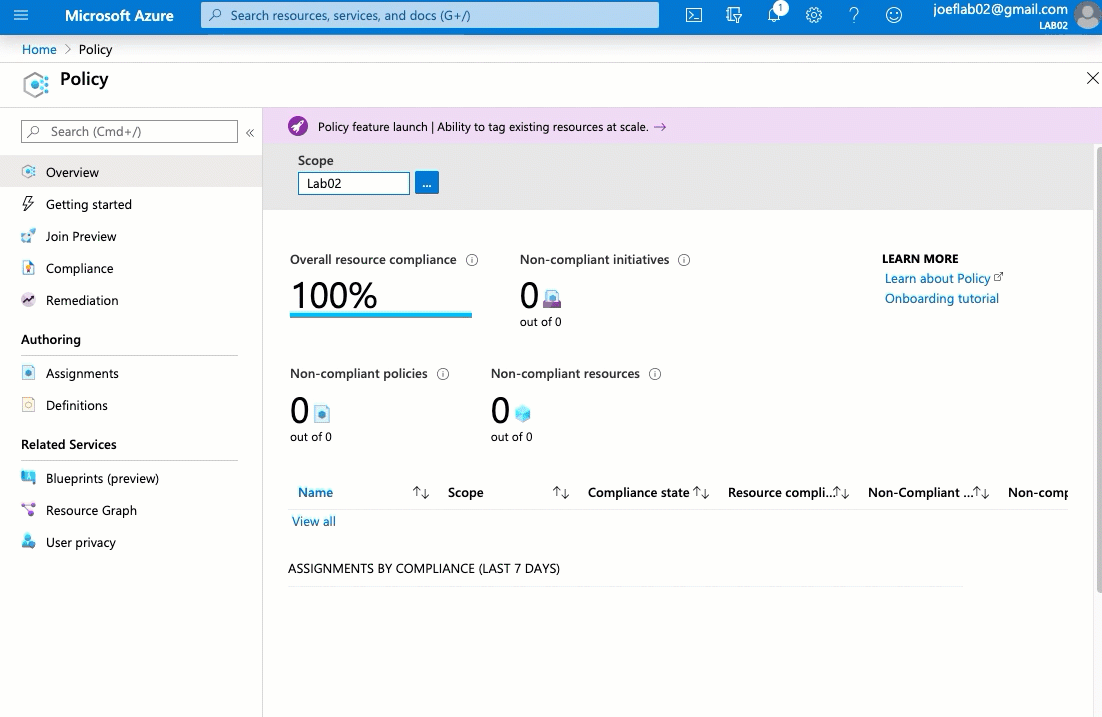 Microsoft Azure
Search resources, services, and docs (G+/)
1
joeflab02@gmail.com
LAB02
Home > Policy
Policy
Search (Cmd+/)
«
Overview
Getting started
Join Preview
Compliance
Remediation
Authoring
Assignments
Definitions
Related Services
Blueprints (preview)
Resource Graph
User privacy
Policy feature launch | Ability to tag existing resources at scale. →
Scope
Lab02
...
Overall resource compliance
100%
Non-compliant initiatives
0
out of 0
LEARN MORE
Learn about Policy
Onboarding tutorial
Non-compliant policies
0
out of 0
Non-compliant resources
0
out of 0
Name Scope Compliance state Resource compli... Non-Compliant ... Non-comp
View all
ASSIGNMENTS BY COMPLIANCE (LAST 7 DAYS)